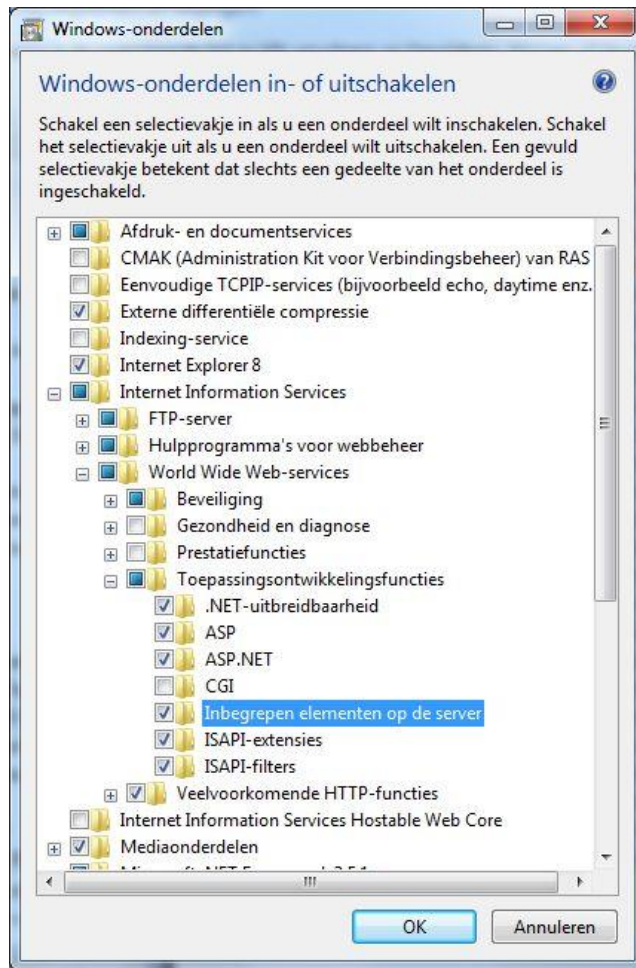 Windows-onderdelen
Windows-onderdelen in- of uitschakelen
Schakel een selectievakje in als u een onderdeel wilt inschakelen. Schakel
het selectievakje uit als u een onderdeel wilt uitschakelen. Een gevuld
selectievakje betekent dat slechts een gedeelte van het onderdeel is
ingeschakeld.
Afdruk- en documentservices
CMAK (Administration Kit voor Verbindingsbeheer) van RAS
Eenvoudige TCPIP-services (bijvoorbeeld echo, daytime enz.
Externe differentiële compressie
Indexing-service
Internet Explorer 8
Internet Information Services
FTP-server
Hulpprogramma's voor webbeheer
World Wide Web-services
Beveiliging
Gezondheid en diagnose
Prestatiefuncties
Toepassingsontwikkelingsfuncties
.NET-uitbreidbaarheid
ASP
ASP.NET
CGI
Inbegrepen elementen op de server
ISAPI-extensies
ISAPI-filters
Veelvoorkomende HTTP-functies
Internet Information Services Hostable Web Core
Mediaonderdelen
OK
Annuleren